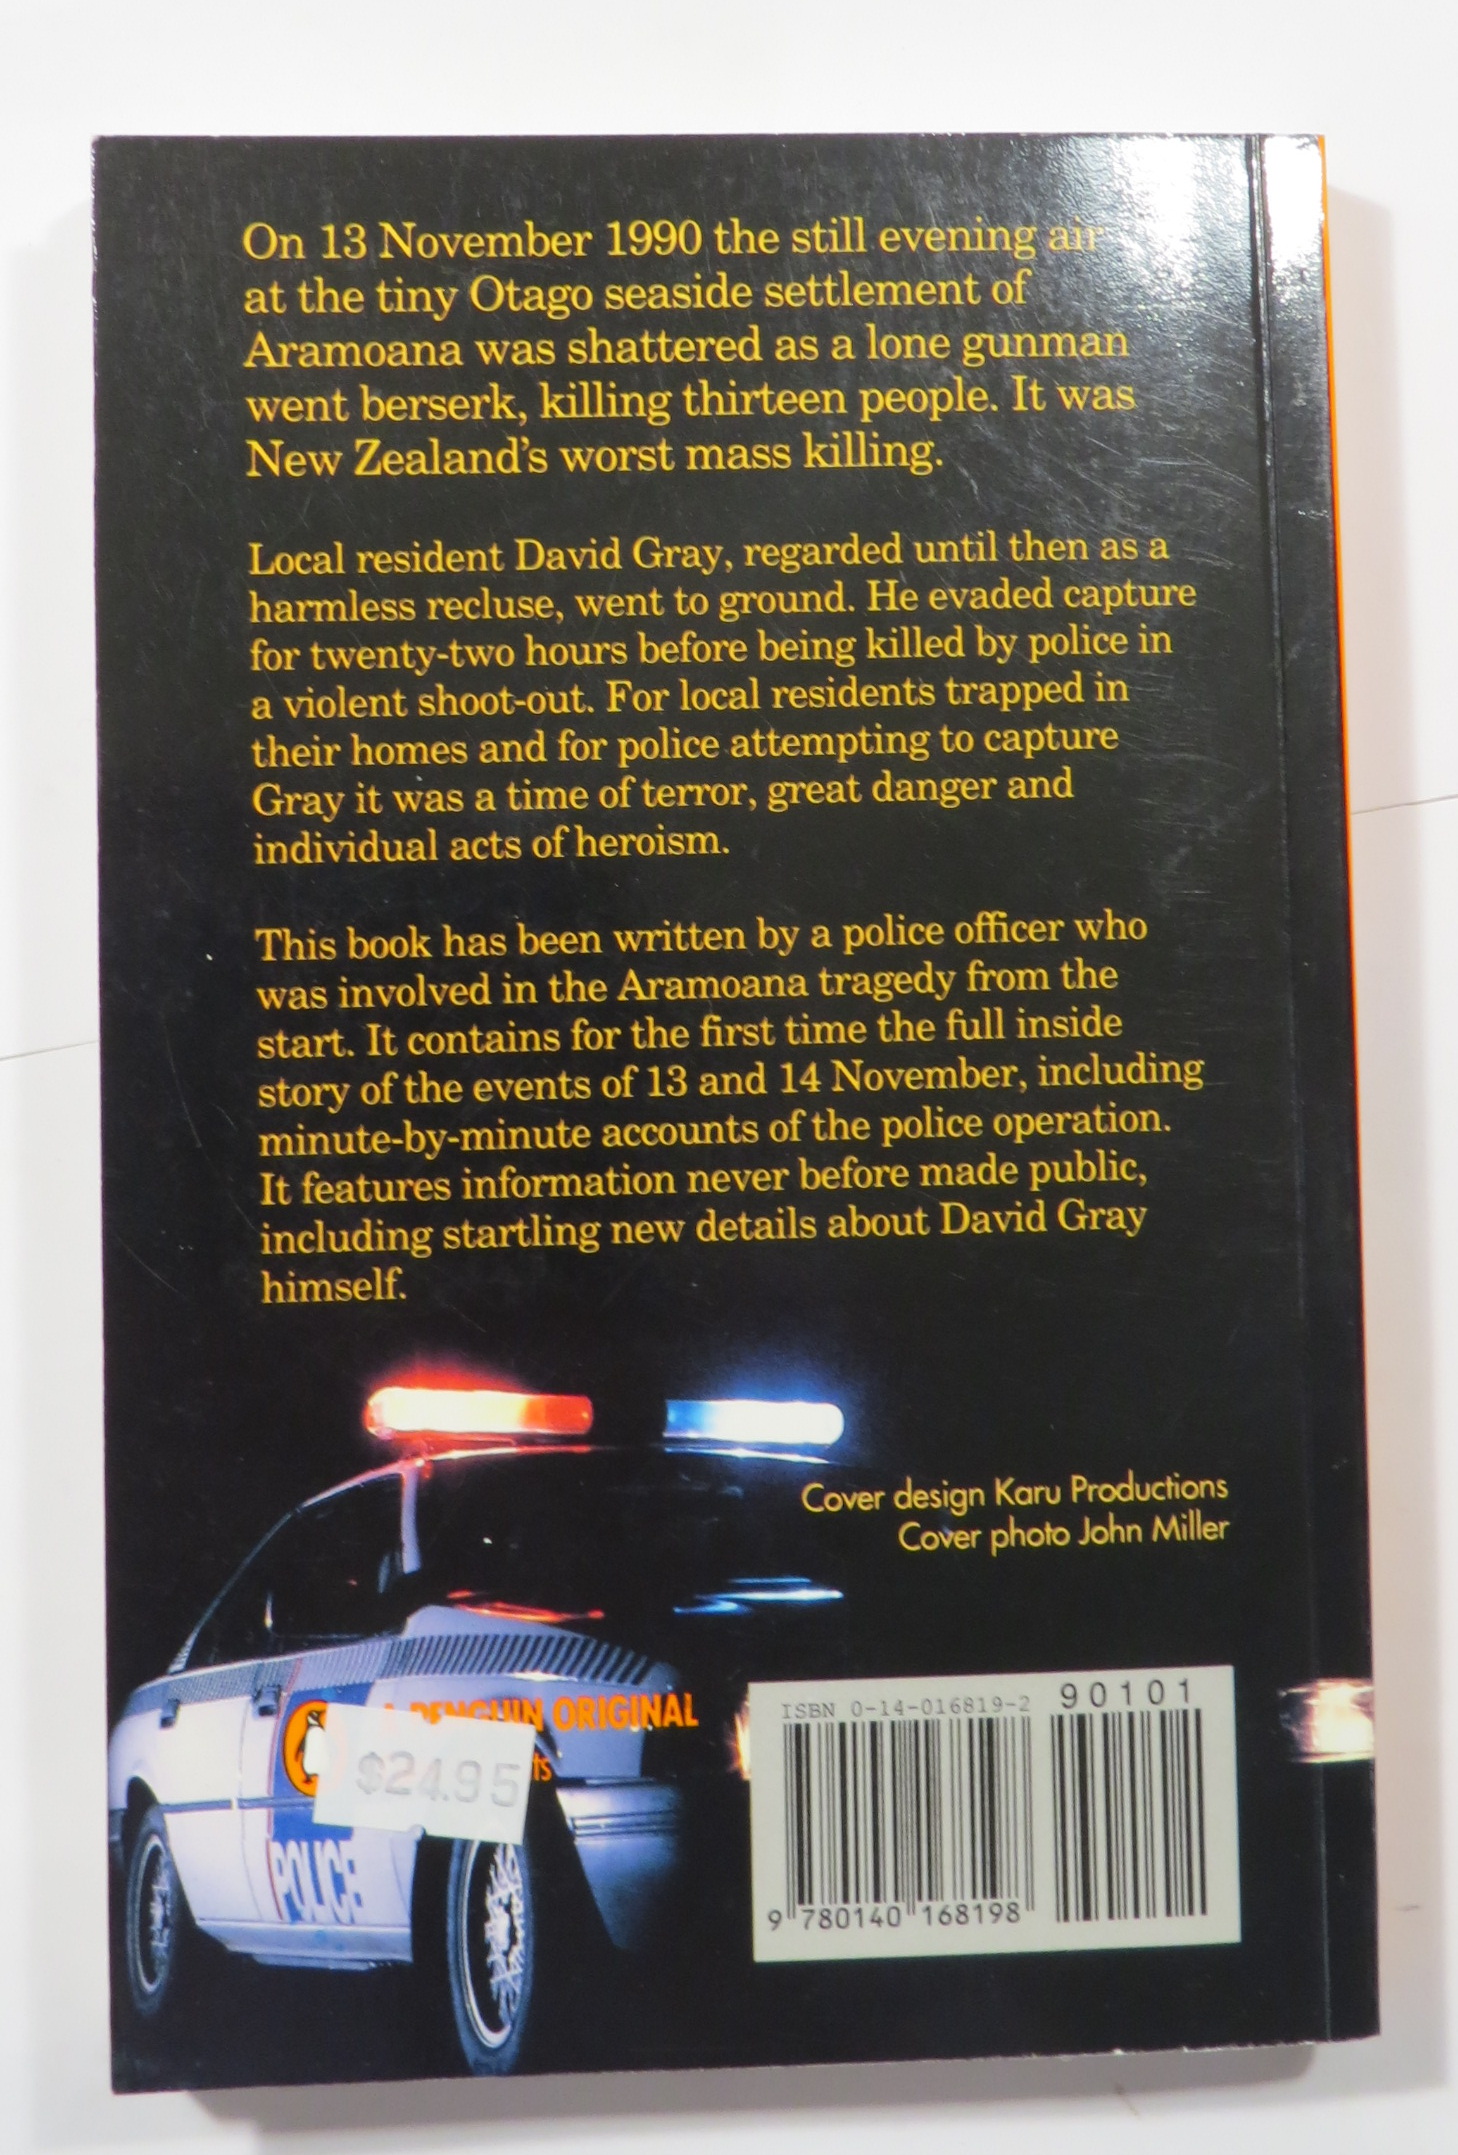 On 13 November 1990 the still evening air
at the tiny Otago seaside settlement of
Aramoana was shattered as a lone gunman
went berserk, killing thirteen people. It was
New Zealand's worst mass killing.
Local resident David Gray, regarded until then as a
harmless recluse, went to ground. He evaded capture
for twenty-two hours before being killed by police in
a violent shoot-out. For local residents trapped in
their homes and for police attempting to capture
Gray it was a time of terror, great danger and
individual acts of heroism.
This book has been written by a police officer who
was involved in the Aramoana tragedy from the
start. It contains for the first time the full inside
story of the events of 13 and 14 November, including
minute-by-minute accounts of the police operation.
It features information never before made public,
including startling new details about David Gray
himself.
Cover design Karu Productions
Cover photo John Miller
A PENGUIN ORIGINAL
$24.95
POLICE
ISBN 0-14-016819-2
90101
9 780140 168198